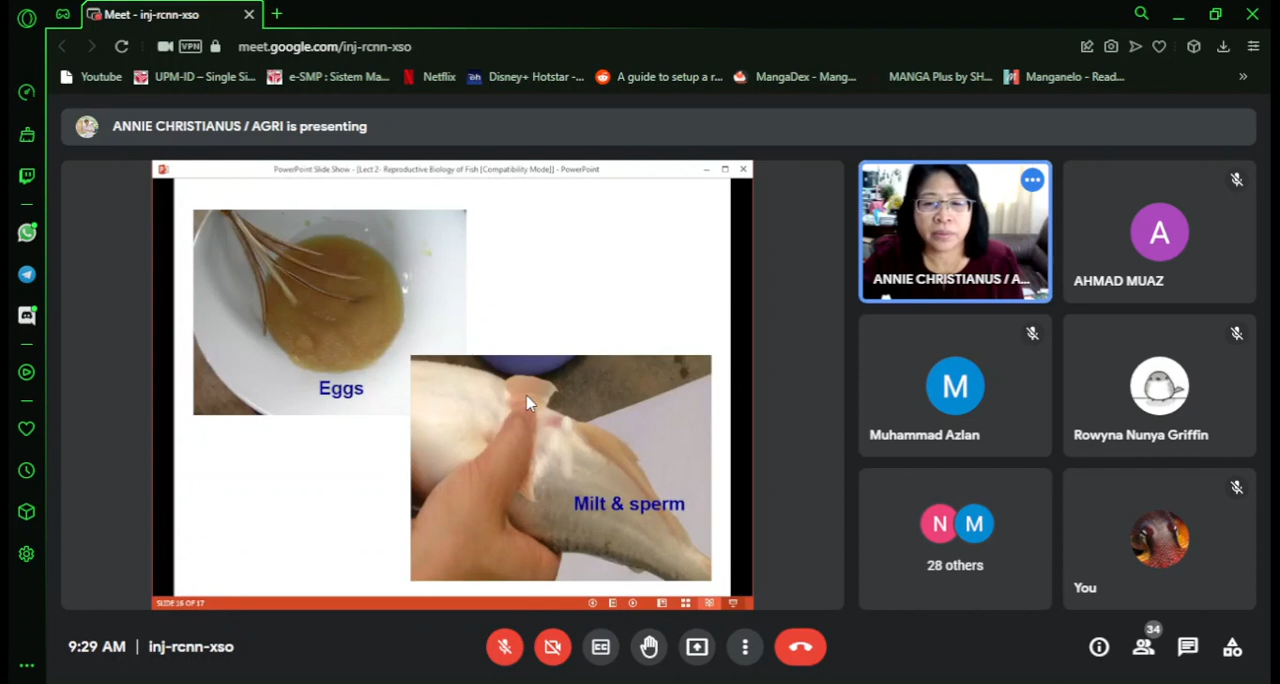 Meet - inj-rcnn-xso
VPN
meet.google.com/inj-rcnn-xso
Youtube
UPM-ID – Single Si...
e-SMP : Sistem Ma...
Netflix
Disney+ Hotstar -...
A guide to setup a r...
MangaDex - Mang...
MANGA Plus by SH...
Manganelo - Read...
ANNIE CHRISTIANUS / AGRI is presenting
PowerPoint Slide Show - [Lect 2- Reproductive Biology of Fish [Compatibility Mode]] - PowerPoint
Eggs
Milt & sperm
SLIDE 16 OF 17
ANNIE CHRISTIANUS / A...
A
AHMAD MUAZ
M
Muhammad Azlan
Rowyna Nunya Griffin
N M
28 others
You
9:29 AM | inj-rcnn-xso
CC
34